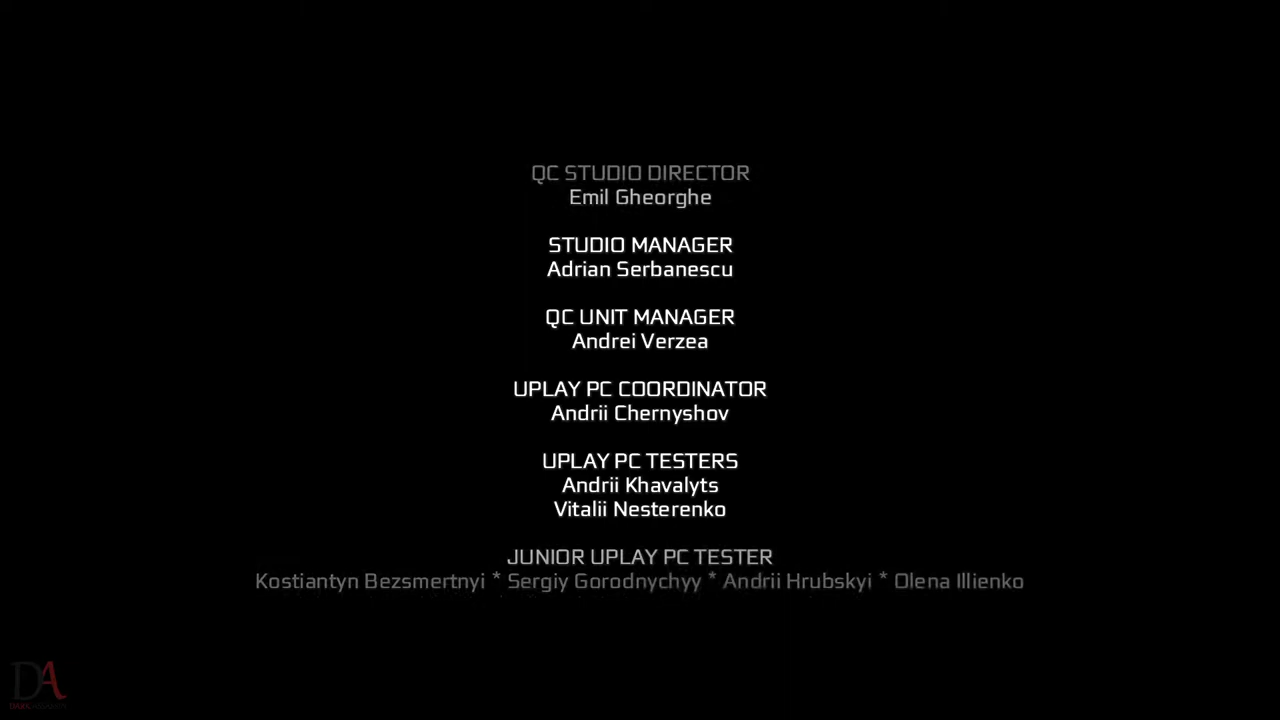 QC STUDIO DIRECTOR
Emil Gheorghe
STUDIO MANAGER
Adrian Serbanescu
QC UNIT MANAGER
Andrei Verzea
UPLAY PC COORDINATOR
Andrii Chernyshov
UPLAY PC TESTERS
Andrii Khavalyts
Vitalii Nesterenko
JUNIOR UPLAY PC TESTER
Kostiantyn Bezsmertnyi * Sergiy Gorodnychyy * Andrii Hrubskyi * Olena Illienko
DA